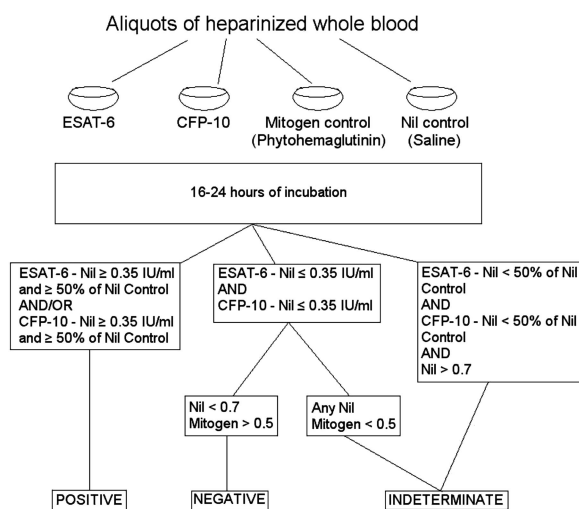 Aliquots of heparinized whole blood
ESAT-6
CFP-10
Mitogen control
(Phytohemaglutinin)
Nil control
(Saline)
16-24 hours of incubation
ESAT-6 - Nil ≥ 0.35 IU/ml
and ≥ 50% of Nil Control
AND/OR
CFP-10 - Nil ≥ 0.35 IU/ml
and ≥ 50% of Nil Control
ESAT-6 - Nil ≤ 0.35 IU/ml
AND
CFP-10 - Nil ≤ 0.35 IU/ml
ESAT-6 - Nil < 50% of Nil
Control
AND
CFP-10 - Nil < 50% of Nil
Control
AND
Nil > 0.7
Nil < 0.7
Mitogen > 0.5
Any Nil
Mitogen < 0.5
POSITIVE
NEGATIVE
INDETERMINATE